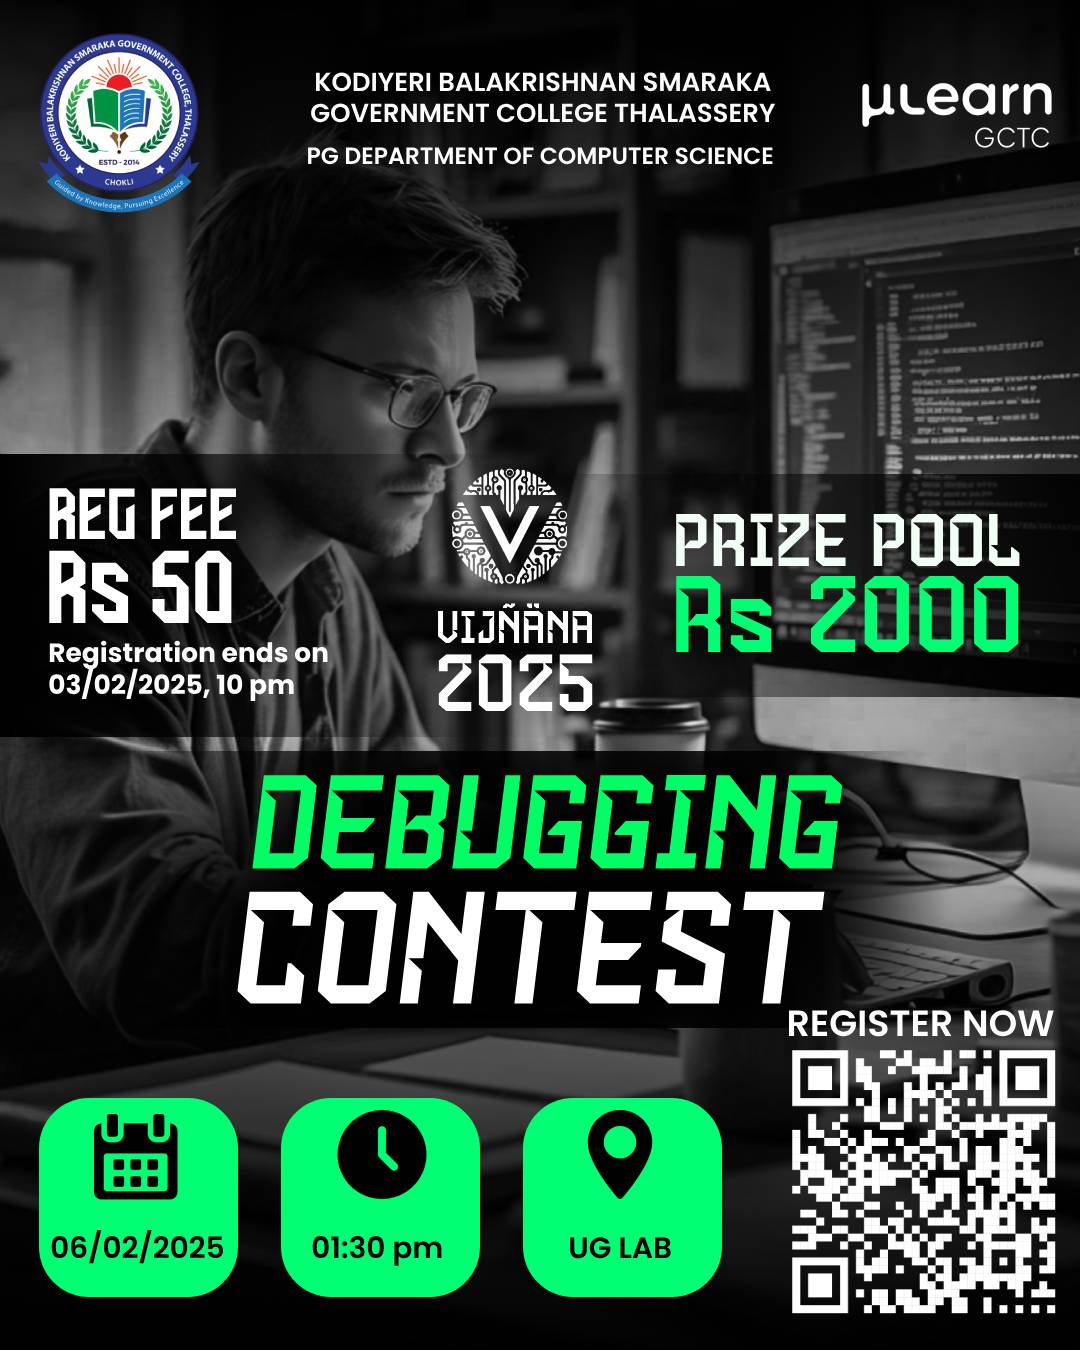 KODIYERI BALAKRISHNAN SMARAKA GOVERNMENT COLLEGE, THALASSERY
ESTD - 2014
CHOKLI
Guided by Knowledge, Pursuing Excellence
KODIYERI BALAKRISHNAN SMARAKA
GOVERNMENT COLLEGE THALASSERY
PG DEPARTMENT OF COMPUTER SCIENCE
µLearn
GCTC
REG FEE
Rs 50
Registration ends on
03/02/2025, 10 pm
V
VIJÑÄNA
2025
PRIZE POOL
Rs 2000
DEBUGGING
CONTEST
REGISTER NOW
06/02/2025
01:30 pm
UG LAB